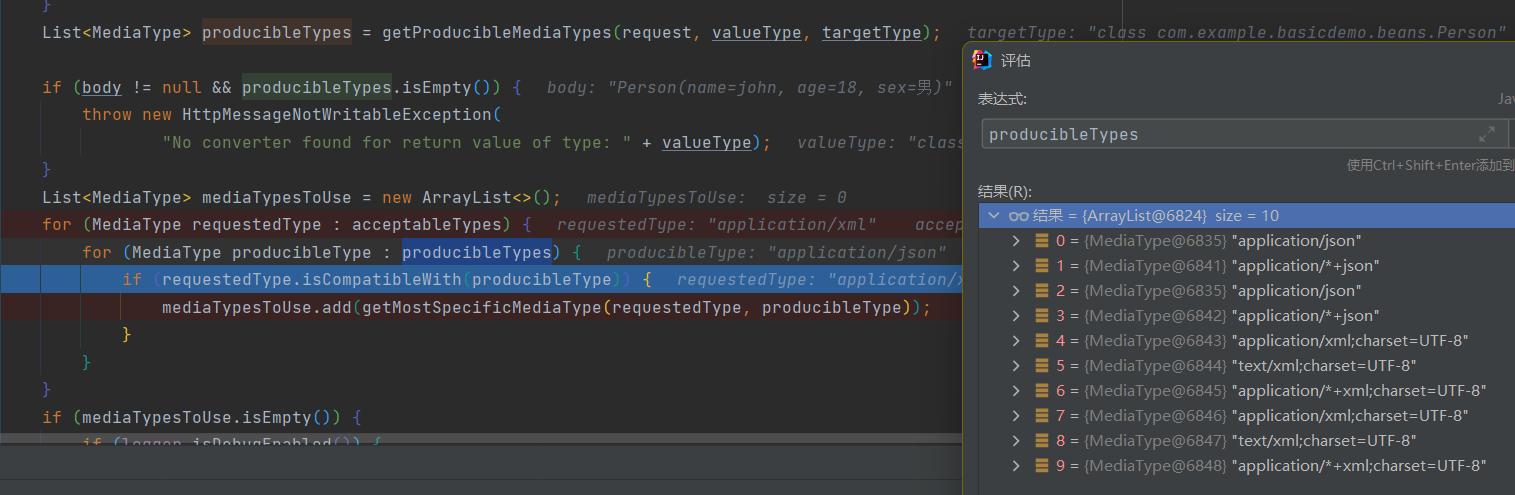 }
List<MediaType> producibleTypes = getProducibleMediaTypes(request, valueType, targetType);   targetType: "class com.example.basicdemo.beans.Person"
if (body != null && producibleTypes.isEmpty()) {   body: "Person(name=john, age=18, sex=男)"
throw new HttpMessageNotWritableException(
"No converter found for return value of type: " + valueType);   valueType: "class
}
List<MediaType> mediaTypesToUse = new ArrayList<>();   mediaTypesToUse:  size = 0
for (MediaType requestedType : acceptableTypes) {   requestedType: "application/xml"   accep
for (MediaType producibleType : producibleTypes) {   producibleType: "application/json"
if (requestedType.isCompatibleWith(producibleType)) {   requestedType: "application/x
mediaTypesToUse.add(getMostSpecificMediaType(requestedType, producibleType));
}
}
}
if (mediaTypesToUse.isEmpty()) {
if (logger.isDebugEnabled()) {
评估
表达式:
Jav
producibleTypes
使用Ctrl+Shift+Enter添加到
结果(R):
结果 = {ArrayList@6824}  size = 10
0 = {MediaType@6835} "application/json"
1 = {MediaType@6841} "application/*+json"
2 = {MediaType@6835} "application/json"
3 = {MediaType@6842} "application/*+json"
4 = {MediaType@6843} "application/xml;charset=UTF-8"
5 = {MediaType@6844} "text/xml;charset=UTF-8"
6 = {MediaType@6845} "application/*+xml;charset=UTF-8"
7 = {MediaType@6846} "application/xml;charset=UTF-8"
8 = {MediaType@6847} "text/xml;charset=UTF-8"
9 = {MediaType@6848} "application/*+xml;charset=UTF-8"